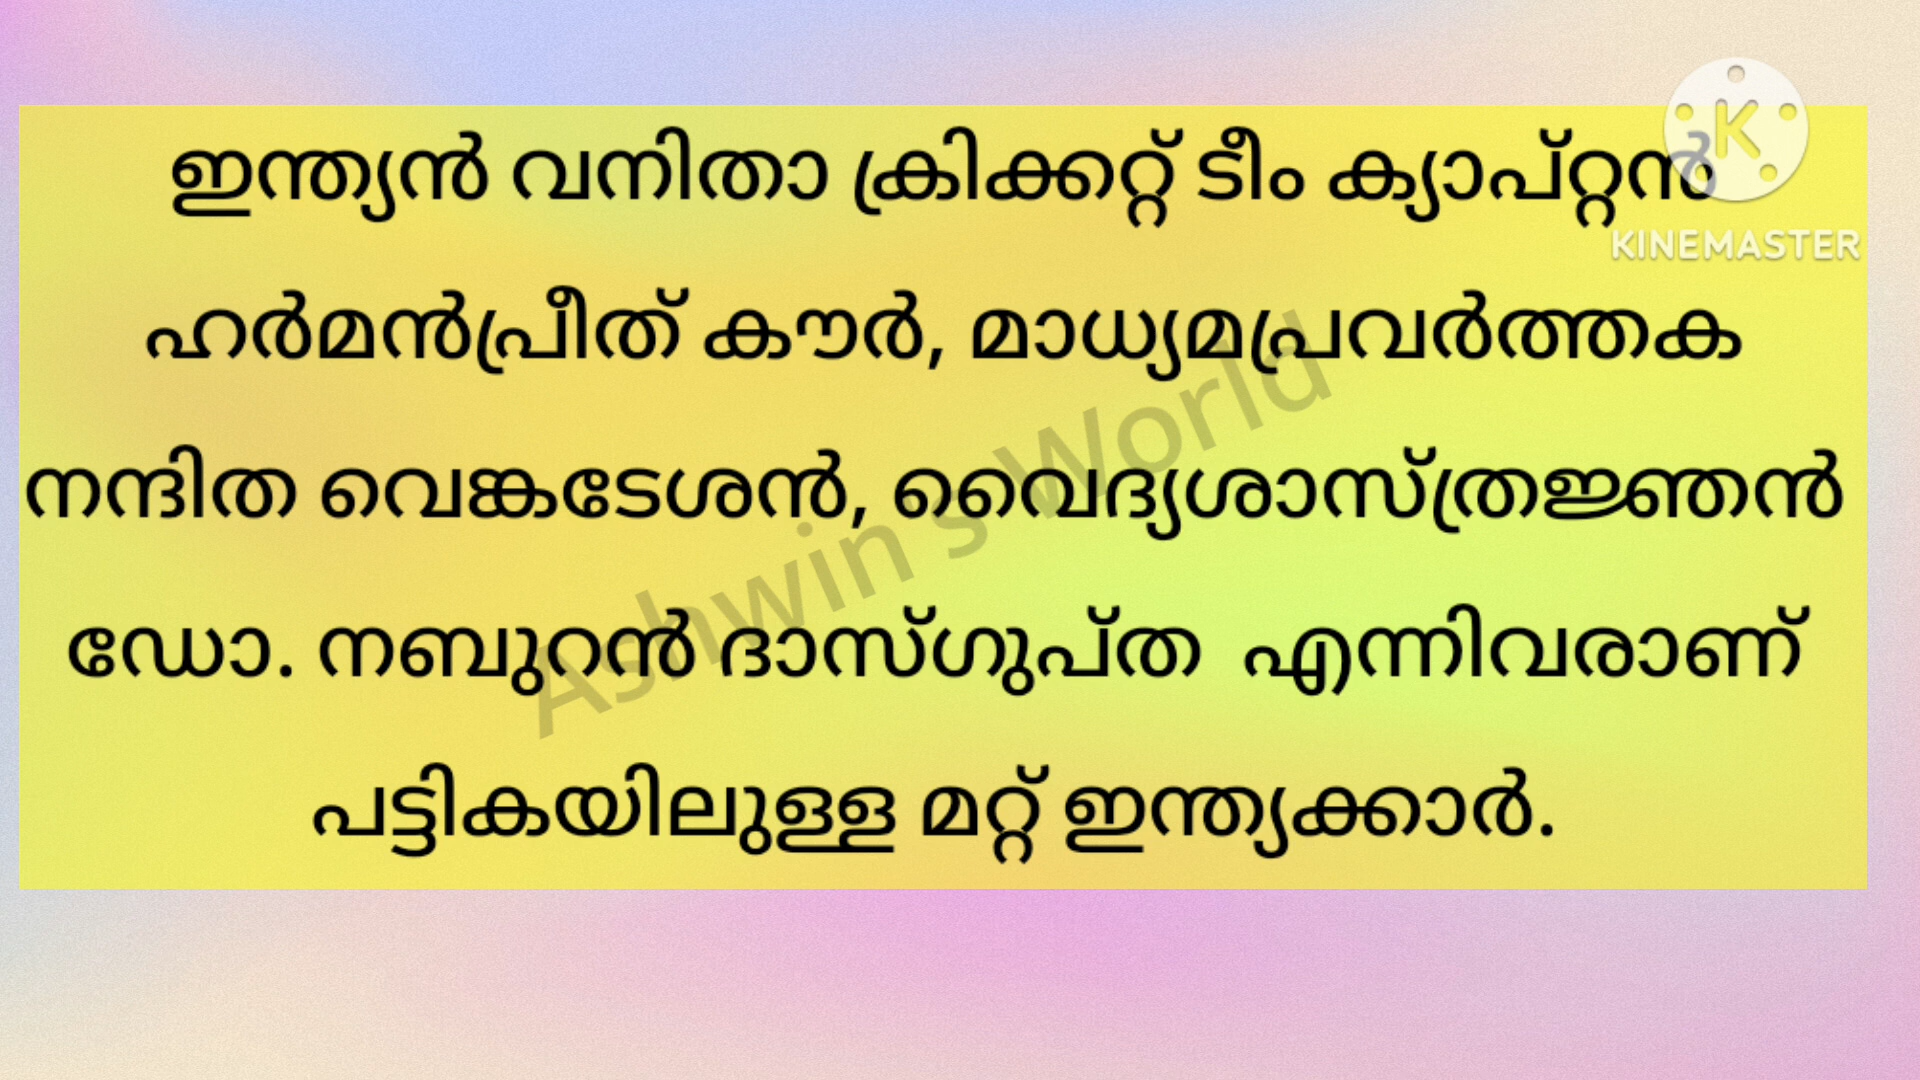 ഇന്ത്യൻ വനിതാ ക്രിക്കറ്റ് ടീം ക്യാപ്റ്റൻ
KINEMASTER
ഹർമൻപ്രീത് കൗർ, മാധ്യമപ്രവർത്തക
നന്ദിത വെങ്കടേശൻ, വൈദ്യശാസ്ത്രജ്ഞൻ
ഡോ. നബുറൻ ദാസ്ഗുപ്ത എന്നിവരാണ്
പട്ടികയിലുള്ള മറ്റ് ഇന്ത്യക്കാർ.
Ashwin's World